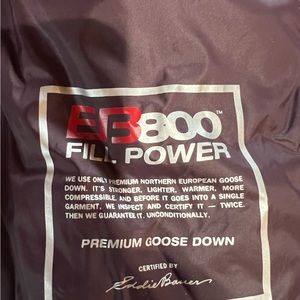 EB800™
FILL POWER
WE USE ONLY PREMIUM NORTHERN EUROPEAN GOOSE
DOWN. IT'S STRONGER, LIGHTER, WARMER, MORE
COMPRESSIBLE, AND BEFORE IT GOES INTO A SINGLE
GARMENT, WE INSPECT AND CERTIFY IT — TWICE.
THEN WE GUARANTEE IT. UNCONDITIONALLY.
PREMIUM GOOSE DOWN
CERTIFIED BY
Eddie Bauer